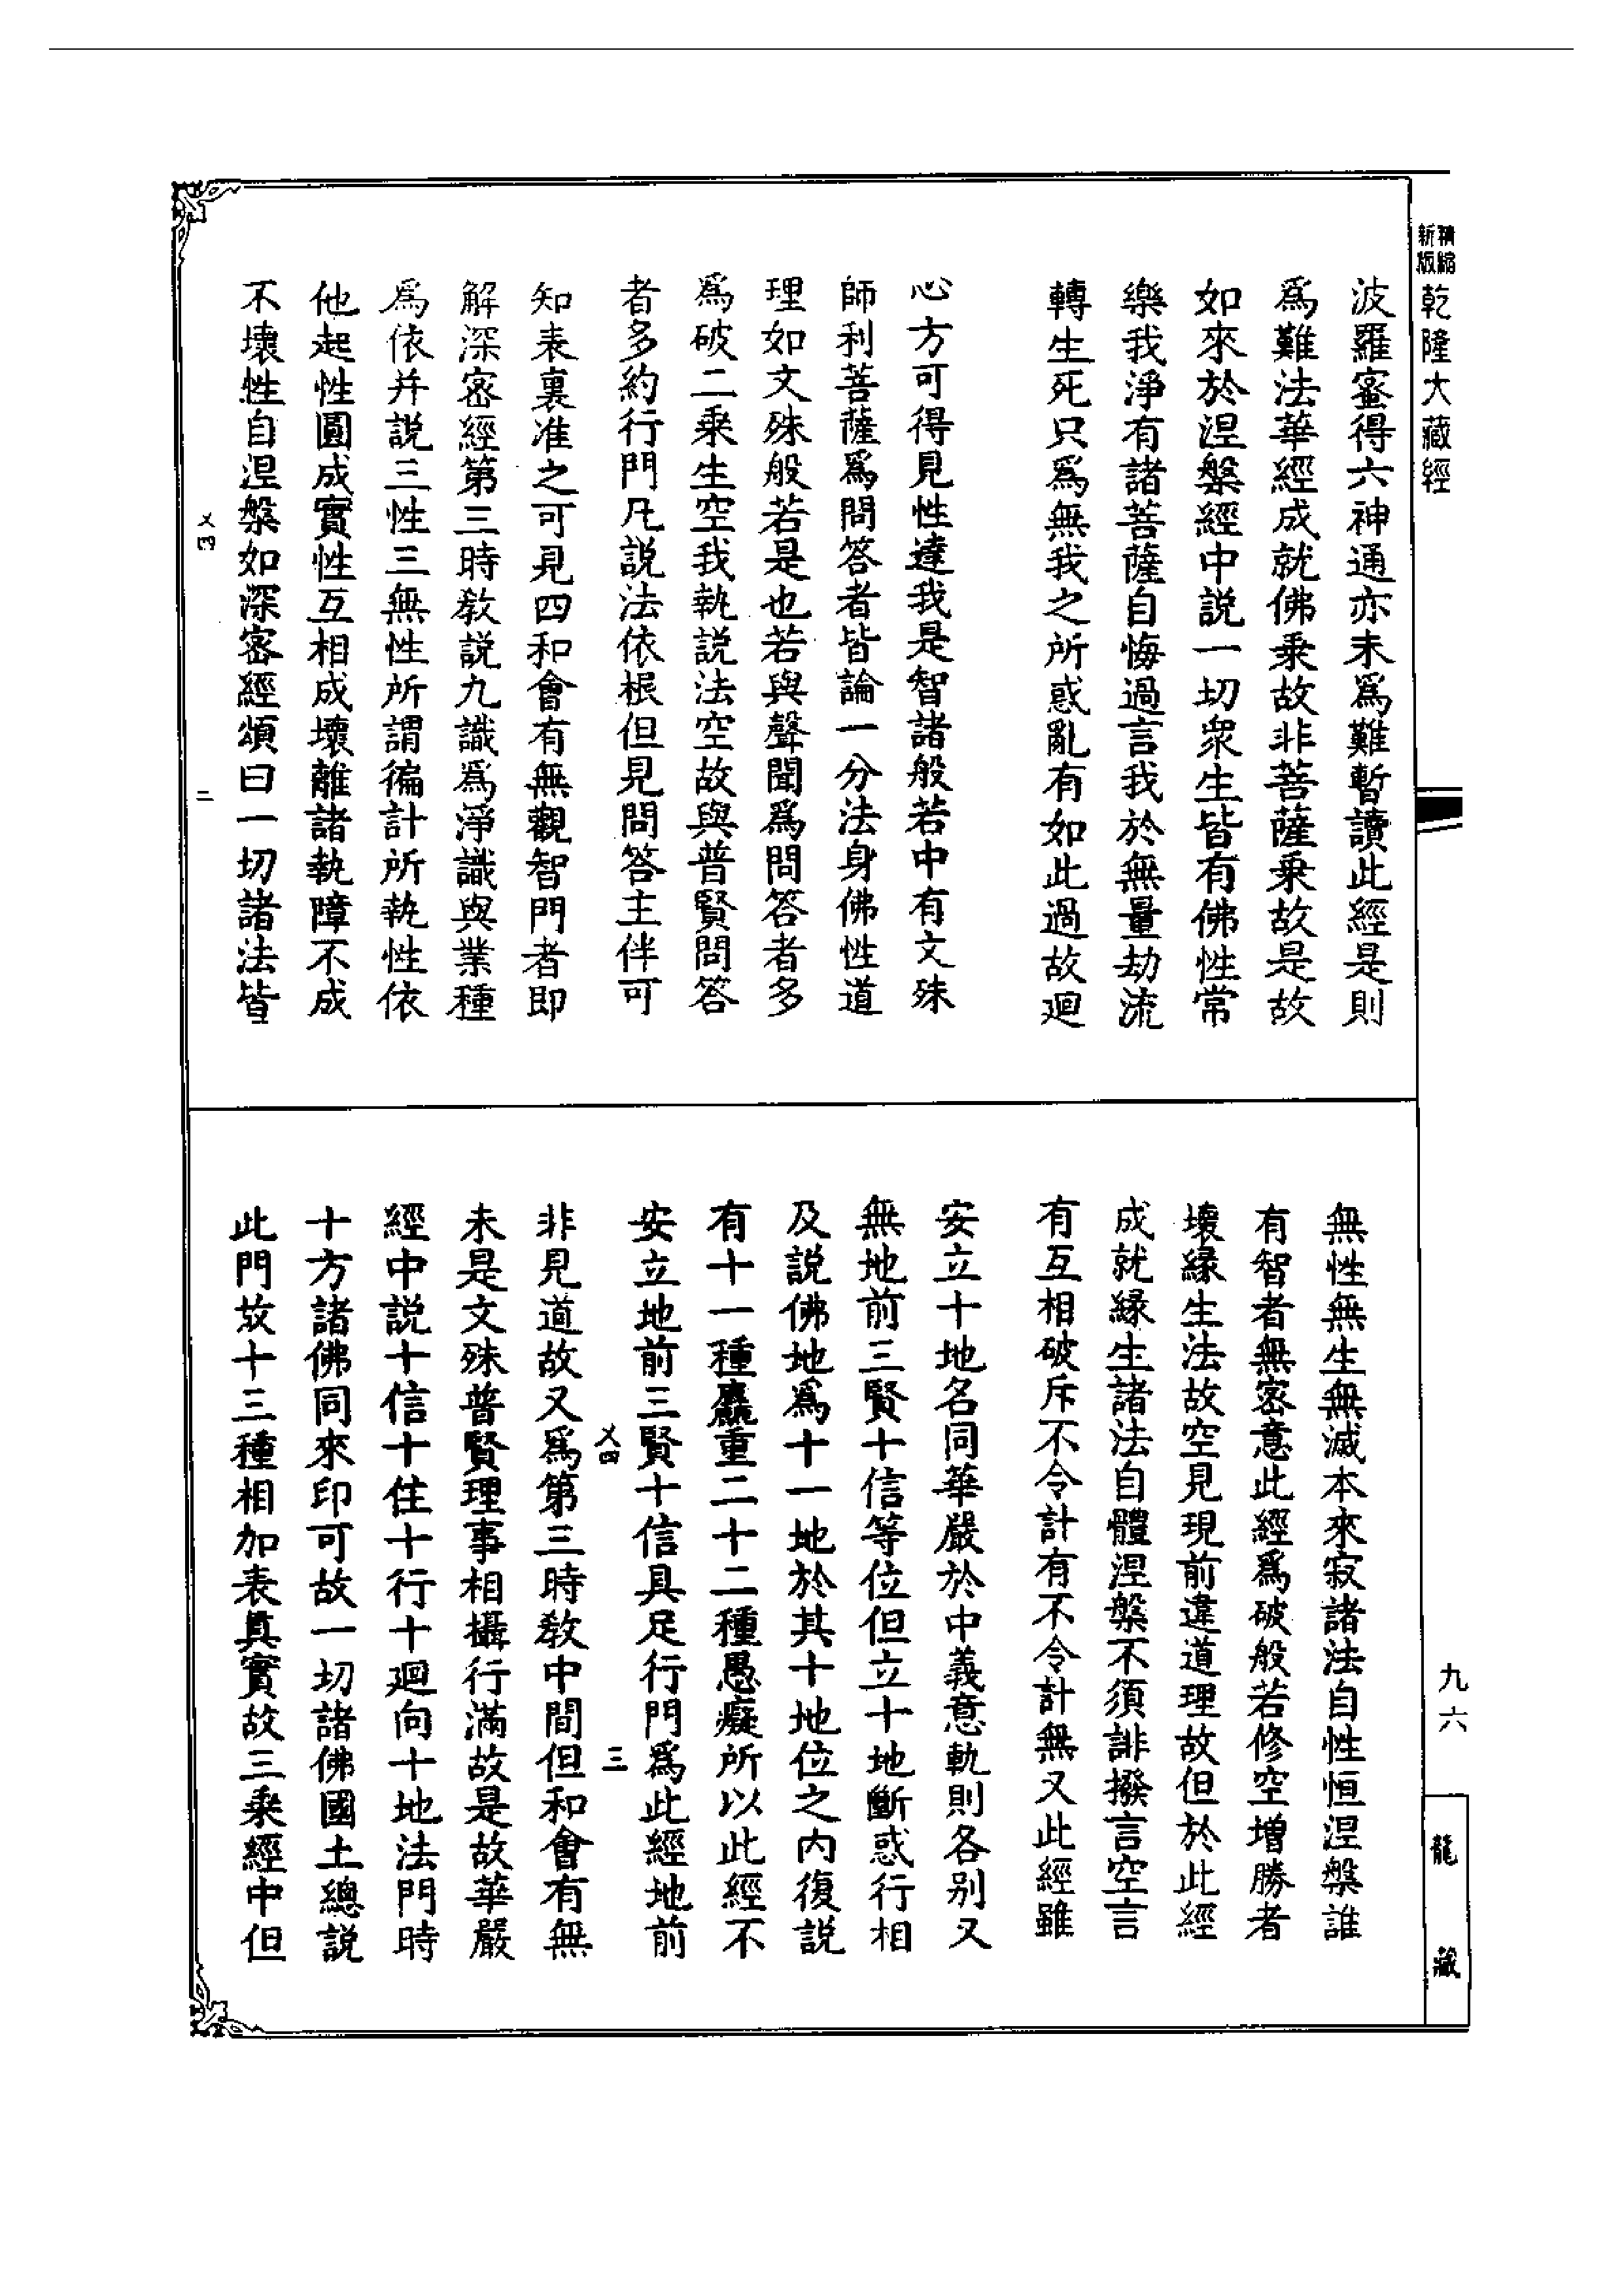 精縮
新版
乾隆大藏經
波羅蜜得六神通亦未爲難暫讀此經是則
爲難法華經成就佛乗故非菩薩乗故是故
如來於涅槃經中説一切衆生皆有佛性常
樂我淨有諸菩薩自悔過言我於無量劫流
轉生死只爲無我之所惑亂有如此過故廻
心方可得見性達我是智諸般若中有文殊
師利菩薩爲問答者皆論一分法身佛性道
理如文殊般若是也若與聲聞爲問答者多
爲破二乗生空我執説法空故與普賢問答
者多約行門凡説法依根但見問答主伴可
知表裏准之可見四和會有無觀智門者即
解深密經第三時教説九識爲淨識與業種
爲依并説三性三無性所謂徧計所執性依
他起性圓成實性互相成壞離諸執障不成
不壞性自涅槃如深密經頌曰一切諸法皆
乂四
二
無性無生無滅本來寂諸法自性恒涅槃誰
有智者無密意此經爲破般若修空增勝者
壞縁生法故空見現前違道理故但於此經
成就縁生諸法自體涅槃不須誹撥言空言
有互相破斥不令計有不令計無又此經雖
安立十地名同華嚴於中義意軌則各别又
無地前三賢十信等位但立十地斷惑行相
及説佛地爲十一地於其十地位之内復説
有十一種麤重二十二種愚癡所以此經不
安立地前三賢十信具足行門爲此經地前
乂四
三
非見道故又爲第三時教中間但和會有無
未是文殊普賢理事相攝行滿故是故華嚴
經中説十信十住十行十廻向十地法門時
十方諸佛同來印可故一切諸佛國土總説
此門故十三種相加表真實故三乗經中但
九六
龍藏